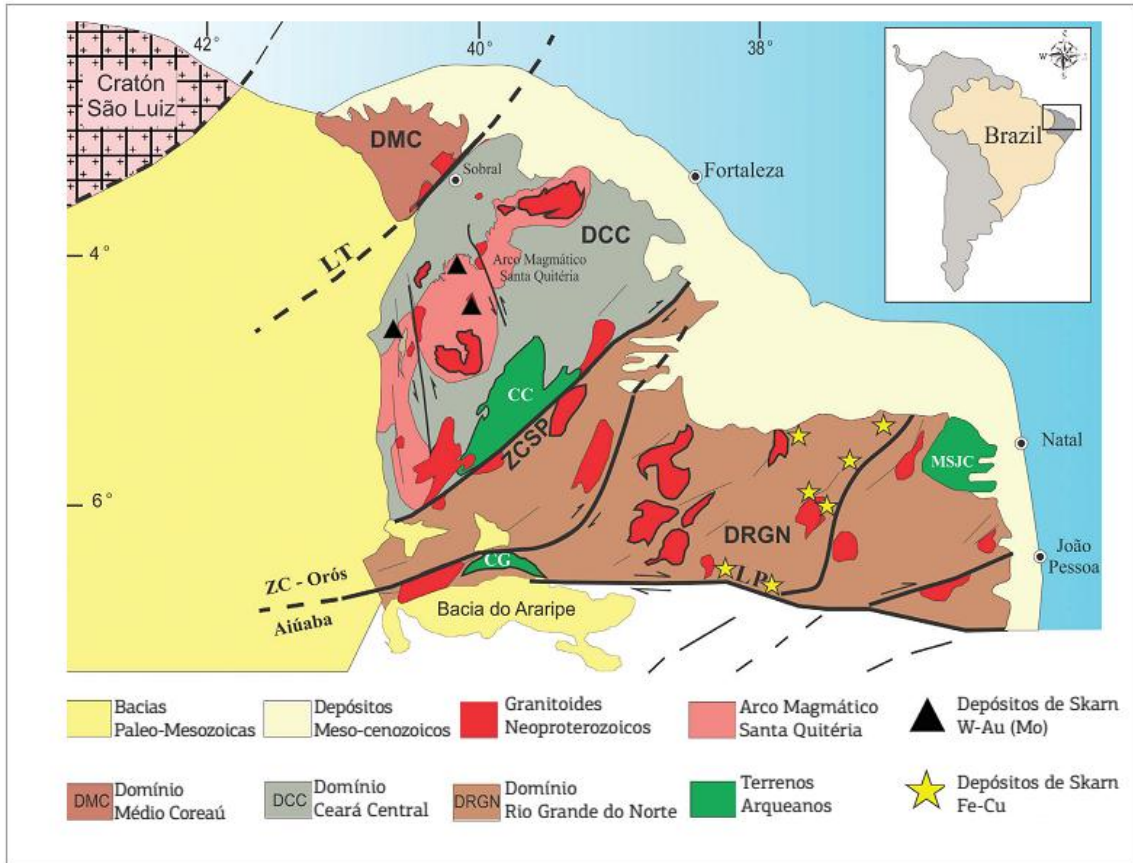 42°
40°
38°
Cratón
São Luiz
W
S
Brazil
DMC
Sobral
Fortaleza
DCC
4°
LT
Arco Magmático
Santa Quitéria
CC
ZCSP
Natal
MSJC
6°
DRGN
João
Pessoa
CG
LP
ZC - Orós
Aiúaba
Bacia do Araripe
Bacias
Paleo-Mesozoicas
Depósitos
Meso-cenozoicos
Granitoides
Neoproterozoicos
Arco Magmático
Santa Quitéria
Depósitos de Skarn
W-Au (Mo)
DMC
Domínio
Médio Coreaú
DCC
Domínio
Ceará Central
DRGN
Domínio
Rio Grande do Norte
Terrenos
Arqueanos
Depósitos de Skarn
Fe-Cu